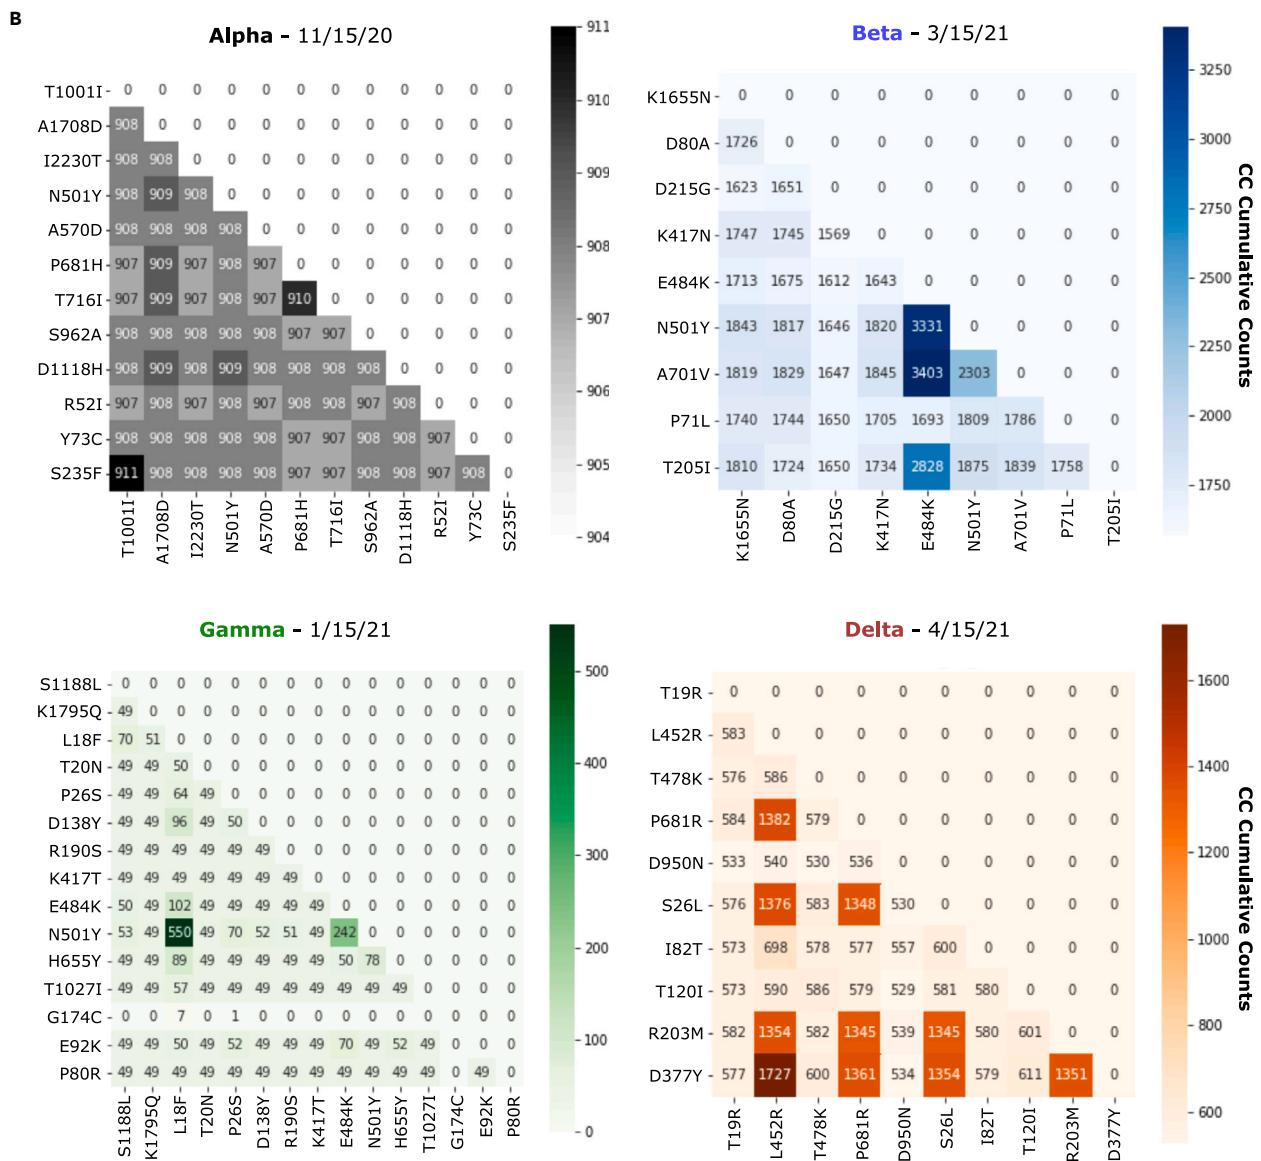 B
Alpha - 11/15/20
T1001I 0 0 0 0 0 0 0 0 0 0 0 0
A1708D 908 0 0 0 0 0 0 0 0 0 0 0
I2230T 908 908 0 0 0 0 0 0 0 0 0 0
N501Y 908 909 908 0 0 0 0 0 0 0 0 0
A570D 908 908 908 908 0 0 0 0 0 0 0 0
P681H 907 909 907 908 907 0 0 0 0 0 0 0
T716I 907 909 907 908 907 910 0 0 0 0 0 0
S962A 908 908 908 908 908 907 907 0 0 0 0 0
D1118H 908 909 908 909 908 908 908 908 0 0 0 0
R52I 907 908 907 908 907 908 908 907 908 0 0 0
Y73C 908 908 908 908 908 907 907 908 908 907 0 0
S235F 911 908 908 908 908 907 907 908 908 907 908 0
T1001I A1708D I2230T N501Y A570D P681H T716I S962A D1118H R52I Y73C S235F
911
910
909
908
907
906
905
904
Beta - 3/15/21
K1655N 0 0 0 0 0 0 0 0 0
D80A 1726 0 0 0 0 0 0 0 0
D215G 1623 1651 0 0 0 0 0 0 0
K417N 1747 1745 1569 0 0 0 0 0 0
E484K 1713 1675 1612 1643 0 0 0 0 0
N501Y 1843 1817 1646 1820 3331 0 0 0 0
A701V 1819 1829 1647 1845 3403 2303 0 0 0
P71L 1740 1744 1650 1705 1693 1809 1786 0 0
T205I 1810 1724 1650 1734 2828 1875 1839 1758 0
K1655N D80A D215G K417N E484K N501Y A701V P71L T205I
3250
3000
2750
2500
2250
2000
1750
CC Cumulative Counts
Gamma - 1/15/21
S1188L 0 0 0 0 0 0 0 0 0 0 0 0 0 0 0
K1795Q 49 0 0 0 0 0 0 0 0 0 0 0 0 0 0
L18F 70 51 0 0 0 0 0 0 0 0 0 0 0 0 0
T20N 49 49 50 0 0 0 0 0 0 0 0 0 0 0 0
P26S 49 49 64 49 0 0 0 0 0 0 0 0 0 0 0
D138Y 49 49 96 49 50 0 0 0 0 0 0 0 0 0 0
R190S 49 49 49 49 49 49 0 0 0 0 0 0 0 0 0
K417T 49 49 49 49 49 49 49 0 0 0 0 0 0 0 0
E484K 50 49 102 49 49 49 49 49 0 0 0 0 0 0 0
N501Y 53 49 550 49 70 52 51 49 242 0 0 0 0 0 0
H655Y 49 49 89 49 49 49 49 49 50 78 0 0 0 0 0
T1027I 49 49 57 49 49 49 49 49 49 49 49 0 0 0 0
G174C 0 0 7 0 1 0 0 0 0 0 0 0 0 0 0
E92K 49 49 50 49 52 49 49 49 70 49 52 49 0 0 0
P80R 49 49 49 49 49 49 49 49 49 49 49 49 0 49 0
S1188L K1795Q L18F T20N P26S D138Y R190S K417T E484K N501Y H655Y T1027I G174C E92K P80R
500
400
300
200
100
0
Delta - 4/15/21
T19R 0 0 0 0 0 0 0 0 0 0
L452R 583 0 0 0 0 0 0 0 0 0
T478K 576 586 0 0 0 0 0 0 0 0
P681R 584 1382 579 0 0 0 0 0 0 0
D950N 533 540 530 536 0 0 0 0 0 0
S26L 576 1376 583 1348 530 0 0 0 0 0
I82T 573 698 578 577 557 600 0 0 0 0
T120I 573 590 586 579 529 581 580 0 0 0
R203M 582 1354 582 1345 539 1345 580 601 0 0
D377Y 577 1727 600 1361 534 1354 579 611 1351 0
T19R L452R T478K P681R D950N S26L I82T T120I R203M D377Y
1600
1400
1200
1000
800
600
CC Cumulative Counts